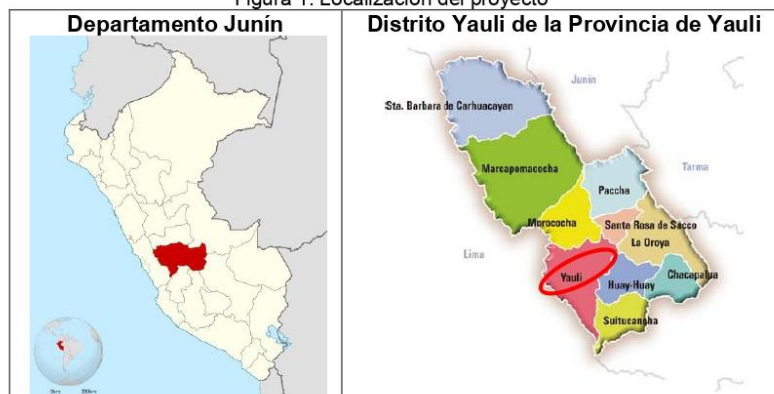 Figura 1. Localización del proyecto
Departamento Junín
Distrito Yauli de la Provincia de Yauli
Junin
Sta. Barbara de Carhuacayan
Marcapomacocha
Tarma
Paccha
Morococha
Santa Rosa de Sacco
La Oroya
Lima
Yauli
Huay-Huay
Chacapalpa
Suitucancha